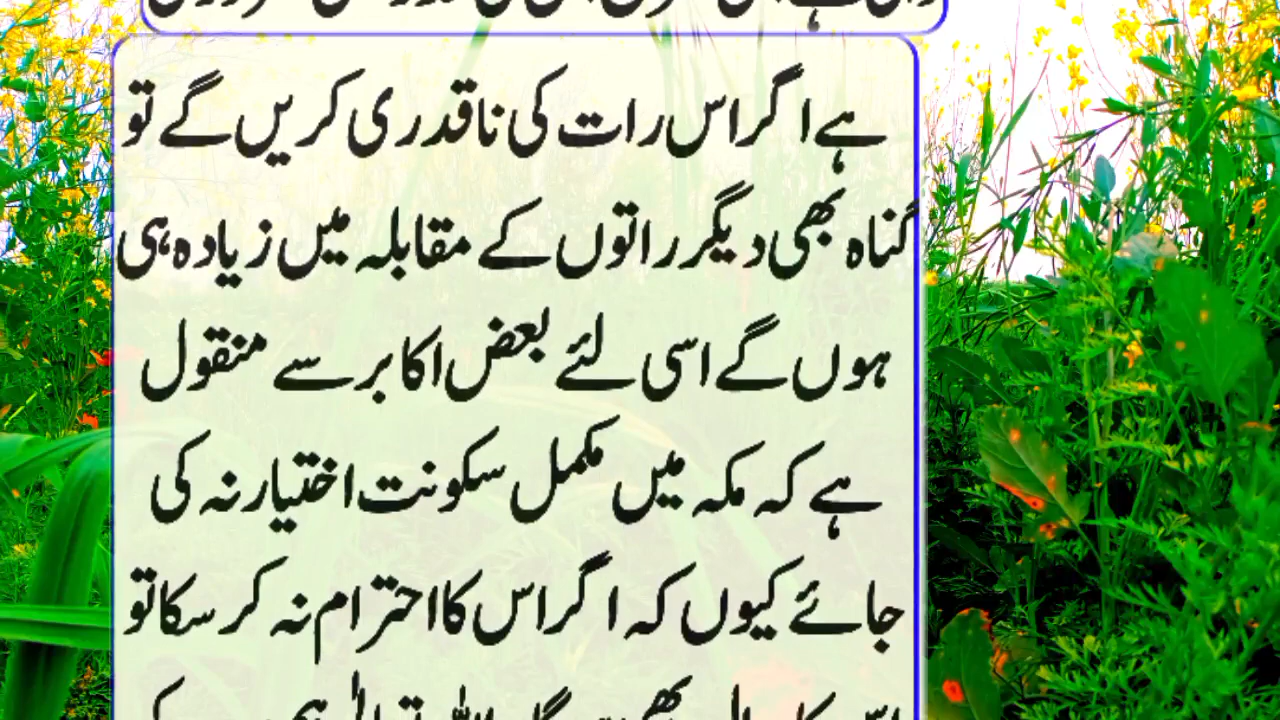 ہے اگر اس رات کی ناقدری کریں گے تو
گناہ بھی دیگر راتوں کے مقابلہ میں زیادہ ہی
ہوں گے اسی لئے بعض اکابر سے منقول
ہے کہ مکہ میں مکمل سکونت اختیار نہ کی
جائے کیوں کہ اگر اس کا احترام نہ کر سکا تو